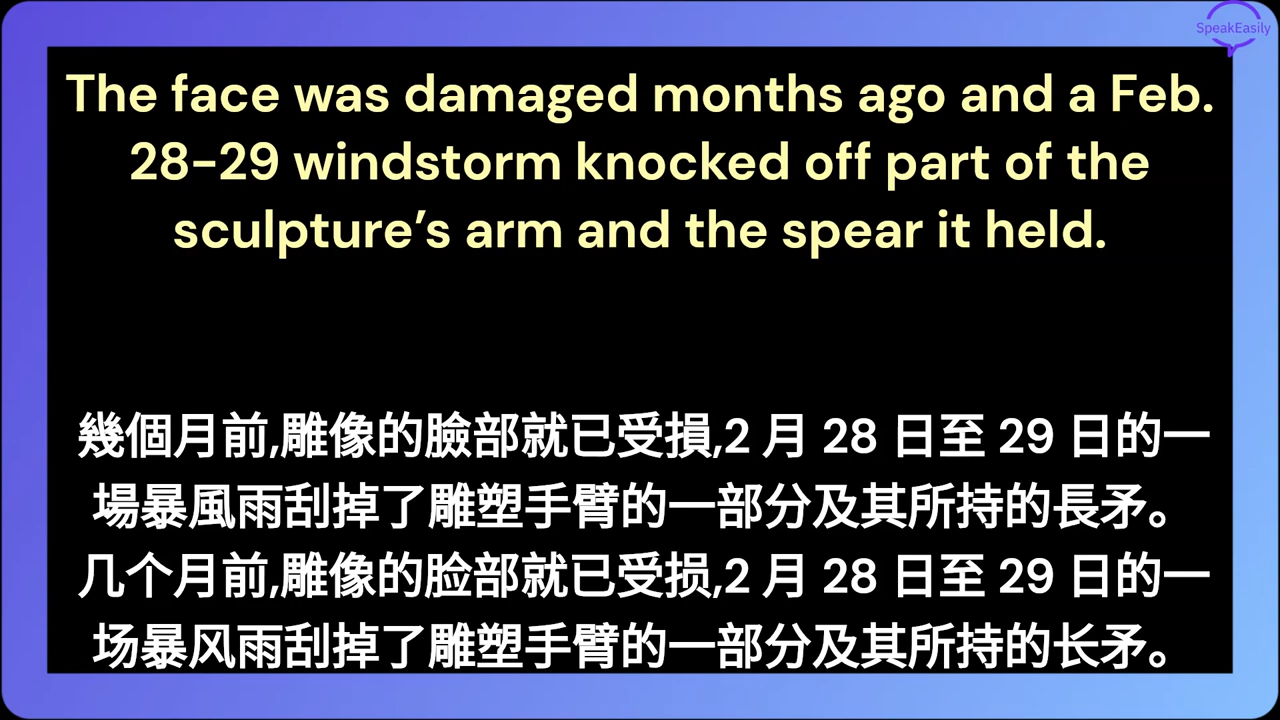 SpeakEasily
The face was damaged months ago and a Feb.
28–29 windstorm knocked off part of the
sculpture’s arm and the spear it held.
幾個月前,雕像的臉部就已受損,2 月 28 日至 29 日的一
場暴風雨刮掉了雕塑手臂的一部分及其所持的長矛。
几个月前,雕像的脸部就已受损,2 月 28 日至 29 日的一
场暴风雨刮掉了雕塑手臂的一部分及其所持的长矛。